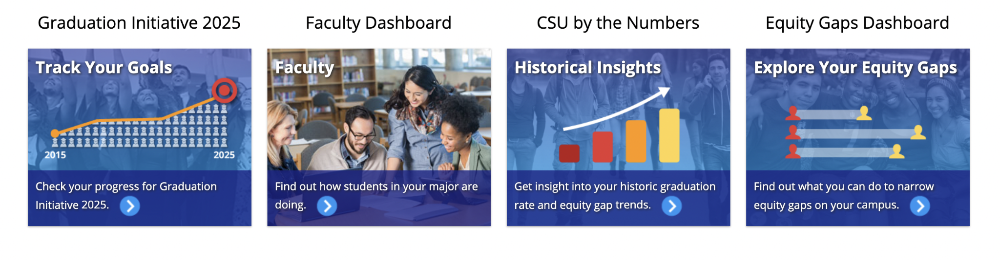 Graduation Initiative 2025
Track Your Goals
2015
2025
Check your progress for Graduation
Initiative 2025.
Faculty Dashboard
Faculty
Find out how students in your major are
doing.
CSU by the Numbers
Historical Insights
Get insight into your historic graduation
rate and equity gap trends.
Equity Gaps Dashboard
Explore Your Equity Gaps
Find out what you can do to narrow
equity gaps on your campus.